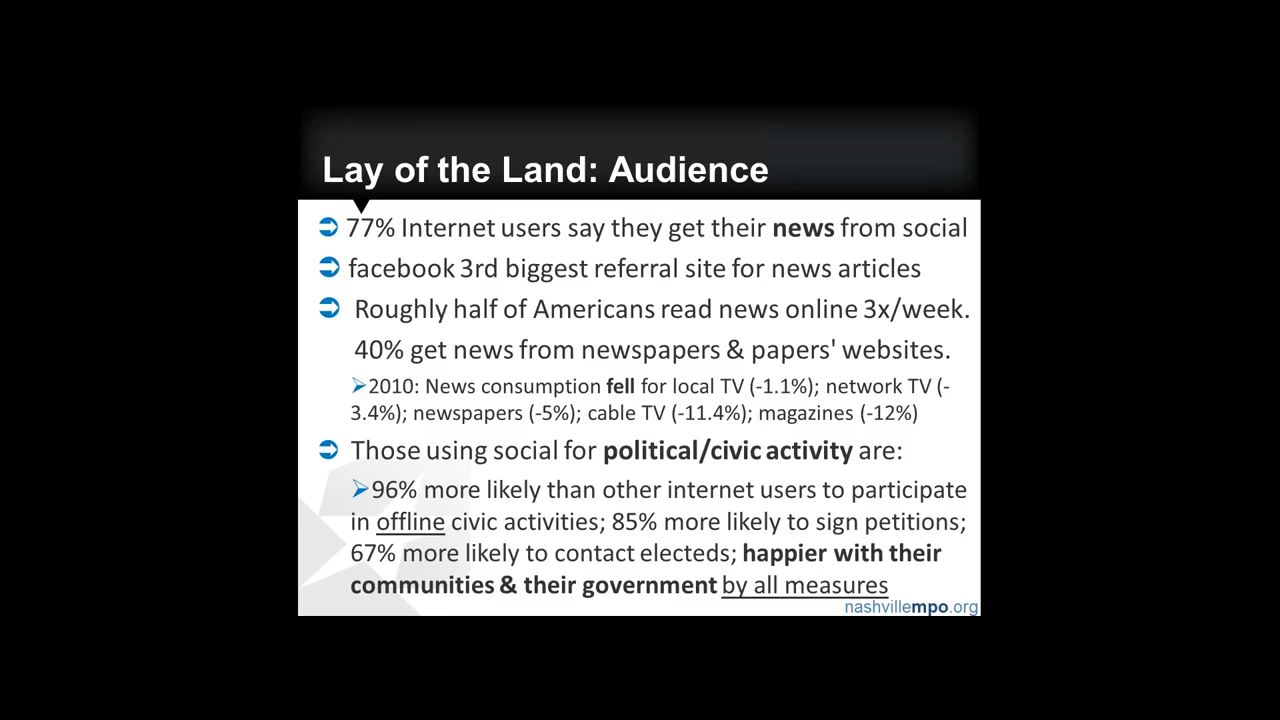 Lay of the Land: Audience
77% Internet users say they get their news from social
facebook 3rd biggest referral site for news articles
Roughly half of Americans read news online 3x/week.
40% get news from newspapers & papers' websites.
2010: News consumption fell for local TV (-1.1%); network TV (-
3.4%); newspapers (-5%); cable TV (-11.4%); magazines (-12%)
Those using social for political/civic activity are:
96% more likely than other internet users to participate
in offline civic activities; 85% more likely to sign petitions;
67% more likely to contact electeds; happier with their
communities & their government by all measures
nashvillempo.org